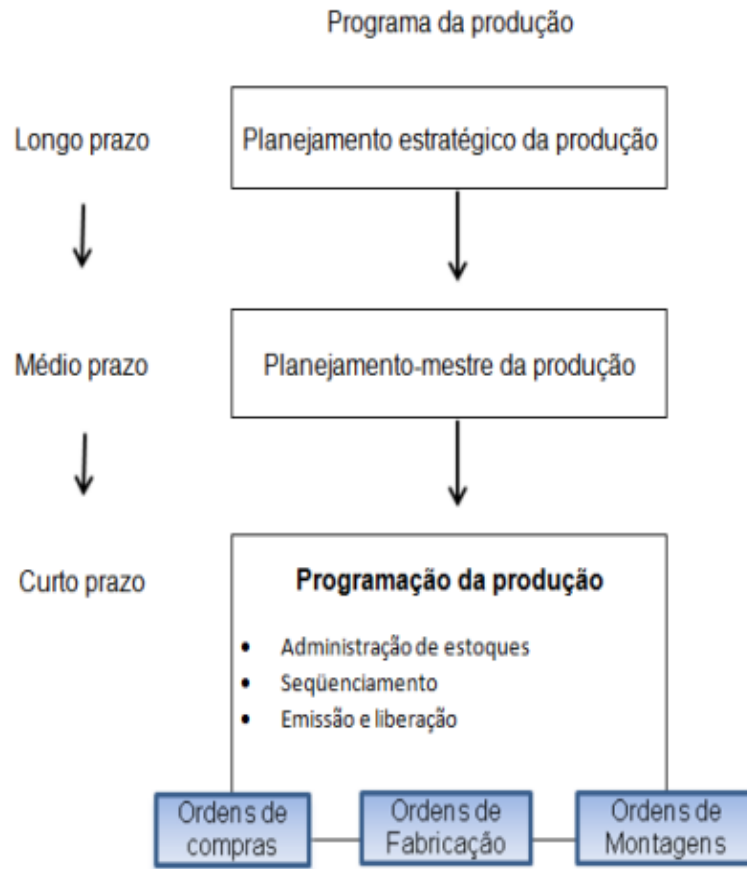 Programa da produção
Longo prazo
Planejamento estratégico da produção
Médio prazo
Planejamento-mestre da produção
Curto prazo
Programação da produção
• Administração de estoques
• Seqüenciamento
• Emissão e liberação
Ordens de
compras
Ordens de
Fabricação
Ordens de
Montagens